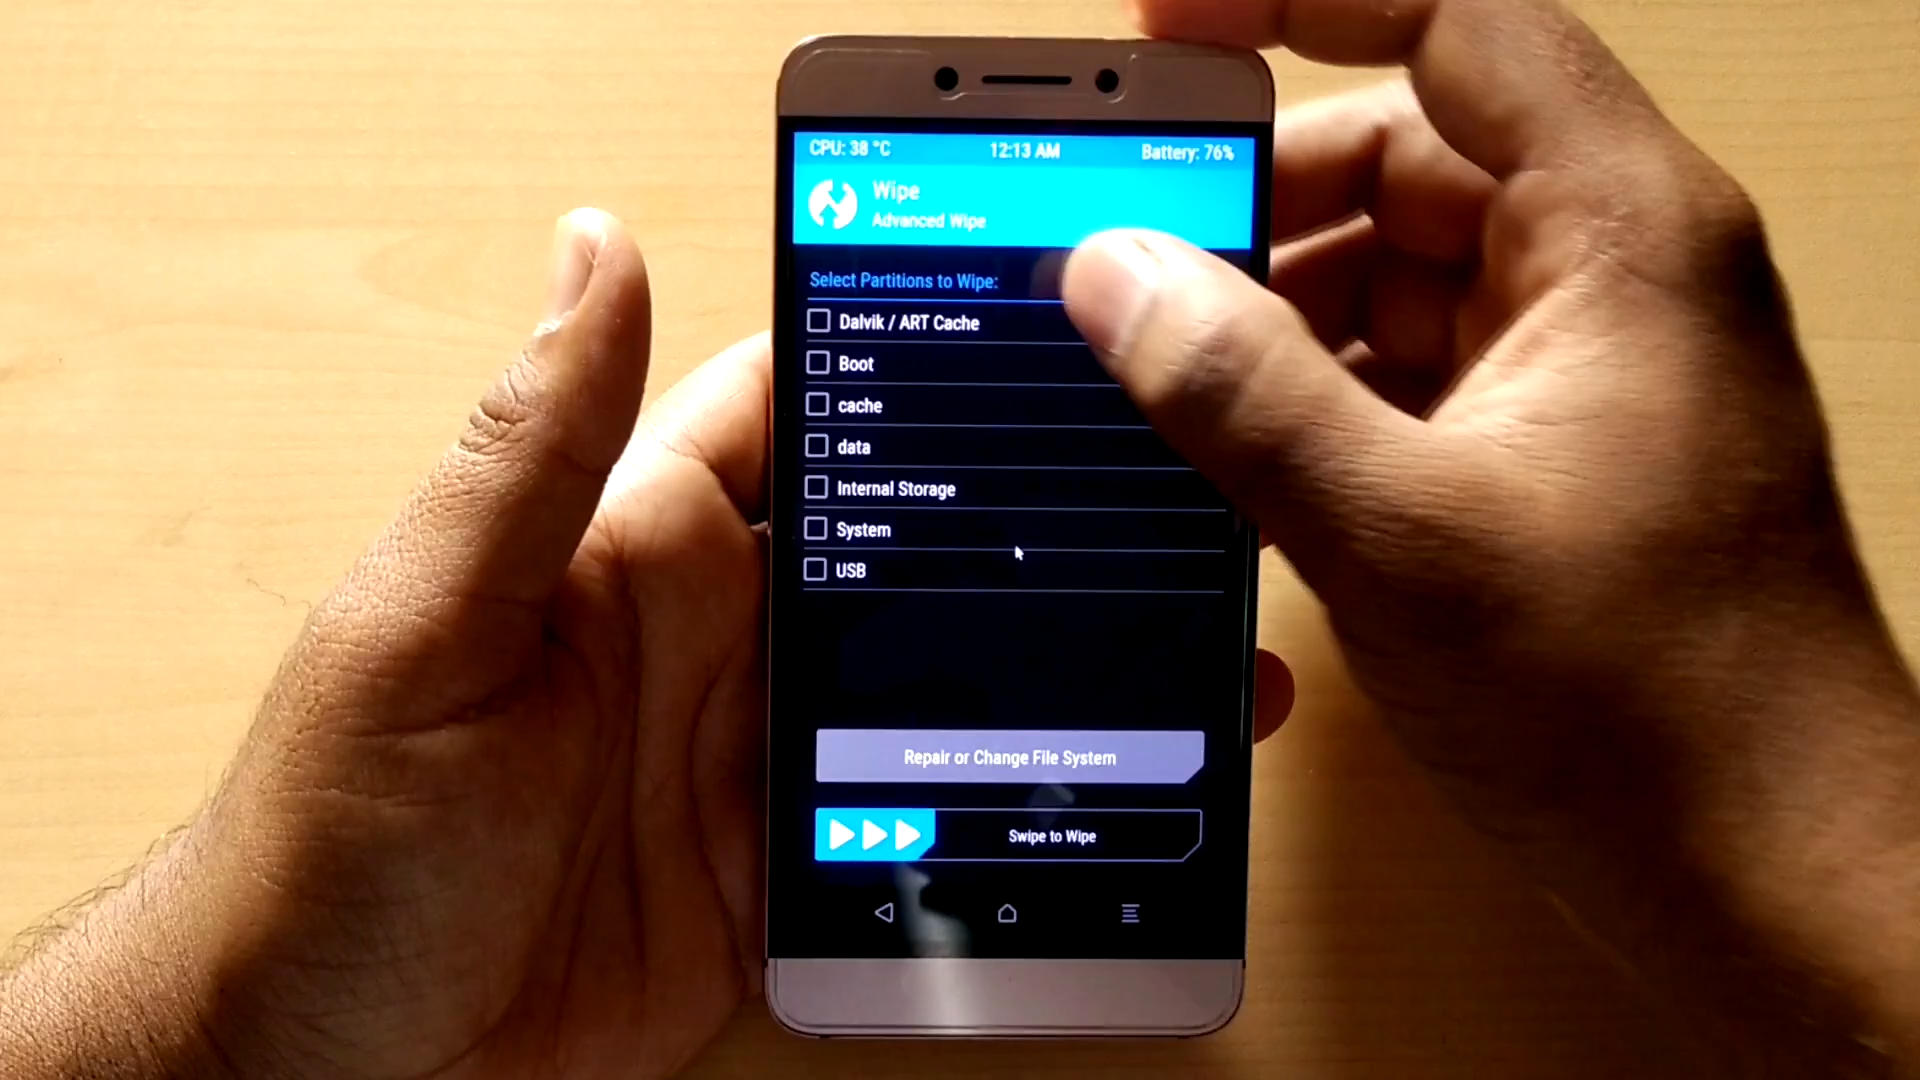 CPU: 38 °C 12:13 AM Battery: 76%
Wipe
Advanced Wipe
Select Partitions to Wipe:
Dalvik / ART Cache
Boot
cache
data
Internal Storage
System
USB
Repair or Change File System
Swipe to Wipe